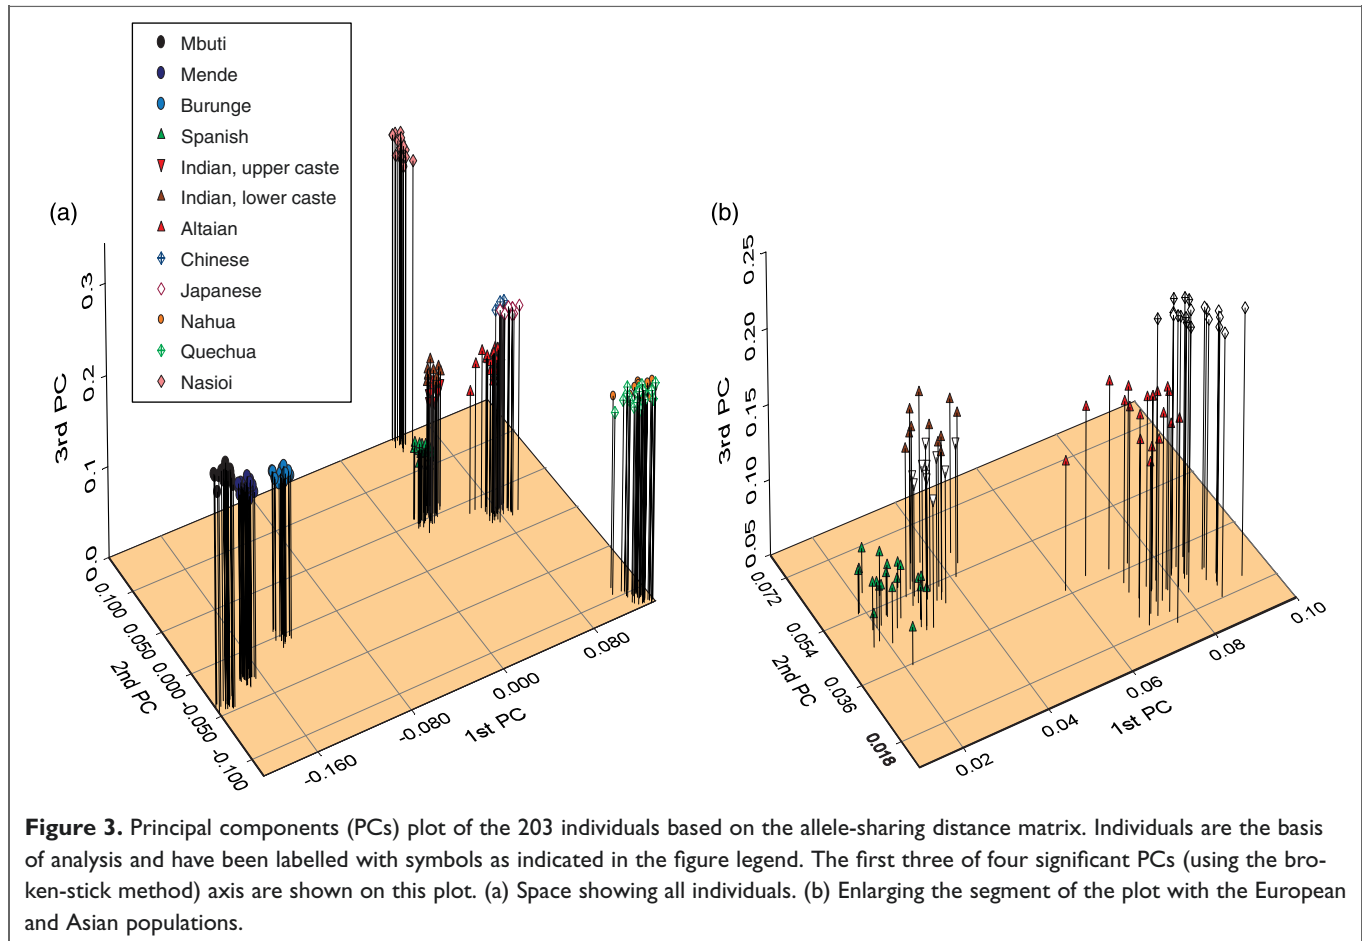 Mbuti
Mende
Burunge
Spanish
Indian, upper caste
Indian, lower caste
Altaian
Chinese
Japanese
Nahua
Quechua
Nasioi
(a)
3rd PC
0.3
0.2
0.1
0.0
0.100
0.050
0.000
-0.050
-0.100
2nd PC
-0.160
-0.080
0.000
0.080
1st PC
(b)
3rd PC
0.25
0.20
0.15
0.10
0.05
0.072
0.054
0.036
0.018
2nd PC
0.02
0.04
0.06
0.08
0.10
1st PC
Figure 3. Principal components (PCs) plot of the 203 individuals based on the allele-sharing distance matrix. Individuals are the basis
of analysis and have been labelled with symbols as indicated in the figure legend. The first three of four significant PCs (using the bro-
ken-stick method) axis are shown on this plot. (a) Space showing all individuals. (b) Enlarging the segment of the plot with the European
and Asian populations.